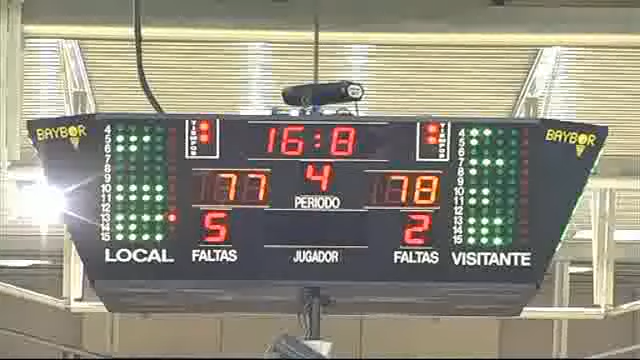 BAYBOR TIEMPOS 16:8 TIEMPOS BAYBOR
4 4
5 5
6 4 6
7 PERIODO 7
8 77 78 8
9 9
10 10
11 11
12 12
13 5 2 13
14 14
15 15
LOCAL FALTAS JUGADOR FALTAS VISITANTE